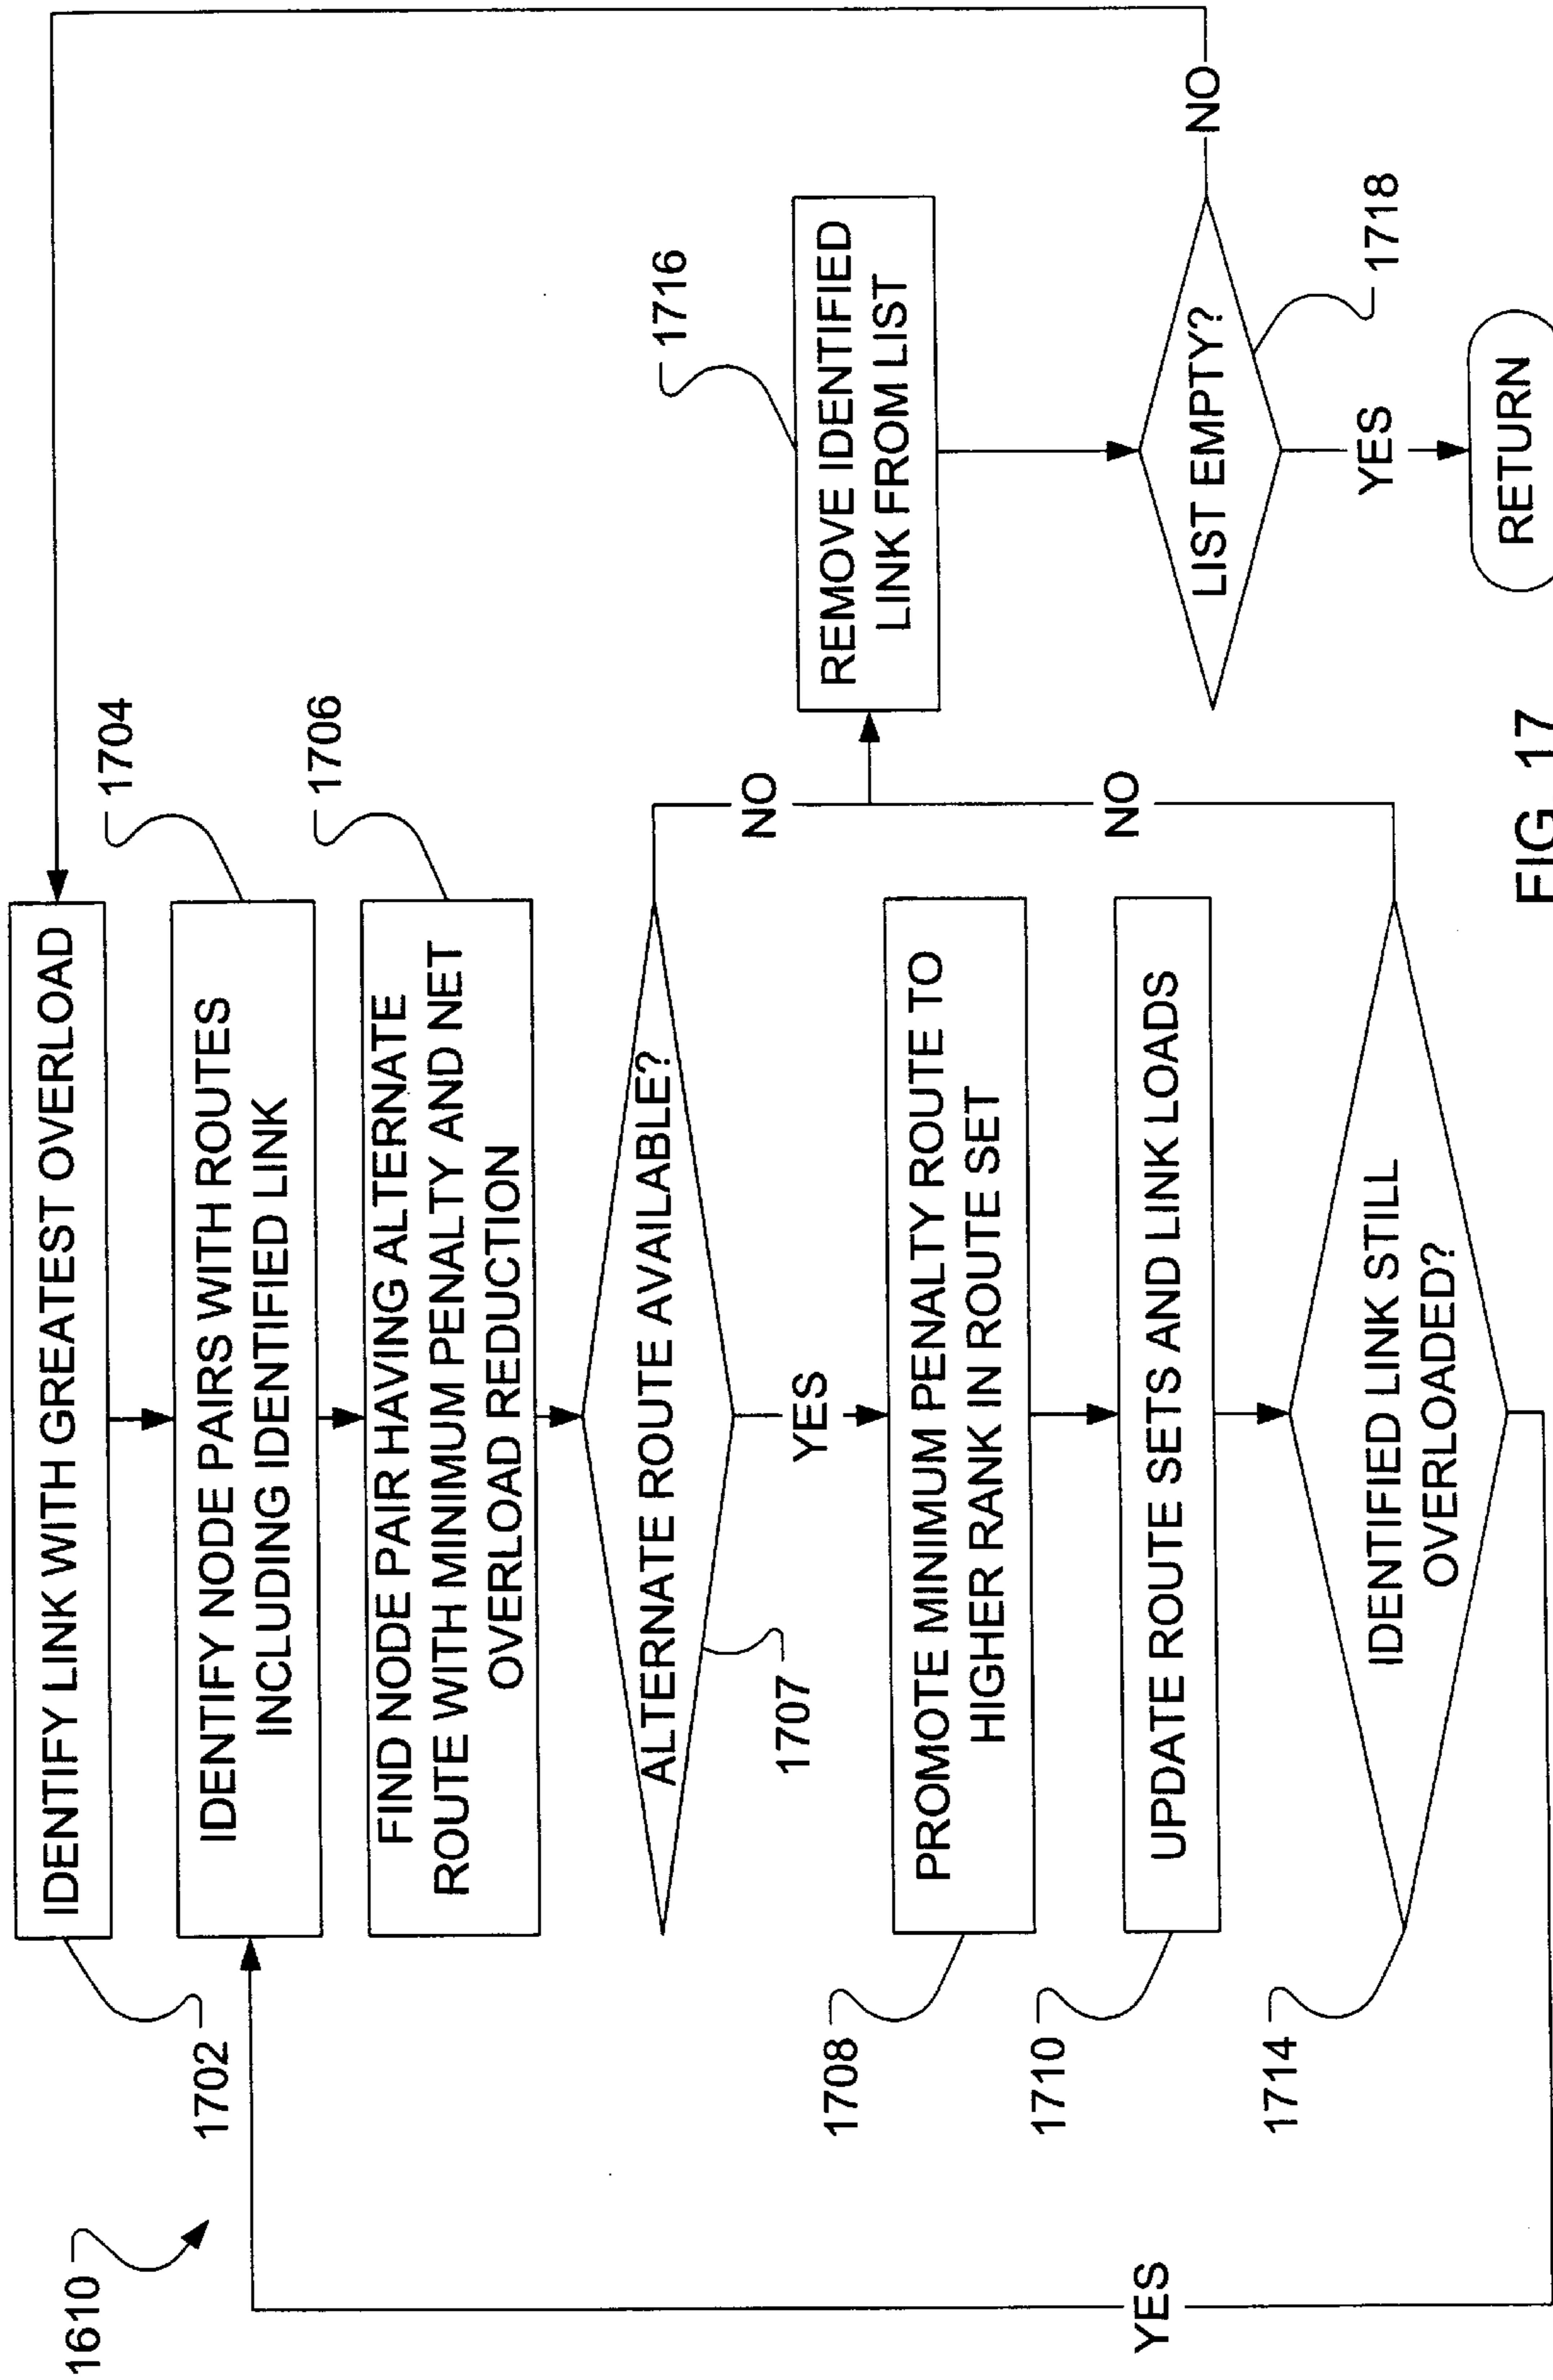 1610
1702
IDENTIFY LINK WITH GREATEST OVERLOAD
1704
IDENTIFY NODE PAIRS WITH ROUTES
INCLUDING IDENTIFIED LINK
1706
FIND NODE PAIR HAVING ALTERNATE
ROUTE WITH MINIMUM PENALTY AND NET
OVERLOAD REDUCTION
ALTERNATE ROUTE AVAILABLE?
1707
NO
YES
1708
PROMOTE MINIMUM PENALTY ROUTE TO
HIGHER RANK IN ROUTE SET
1710
UPDATE ROUTE SETS AND LINK LOADS
1714
IDENTIFIED LINK STILL
OVERLOADED?
NO
YES
1716
REMOVE IDENTIFIED
LINK FROM LIST
LIST EMPTY?
1718
NO
YES
RETURN
FIG. 17